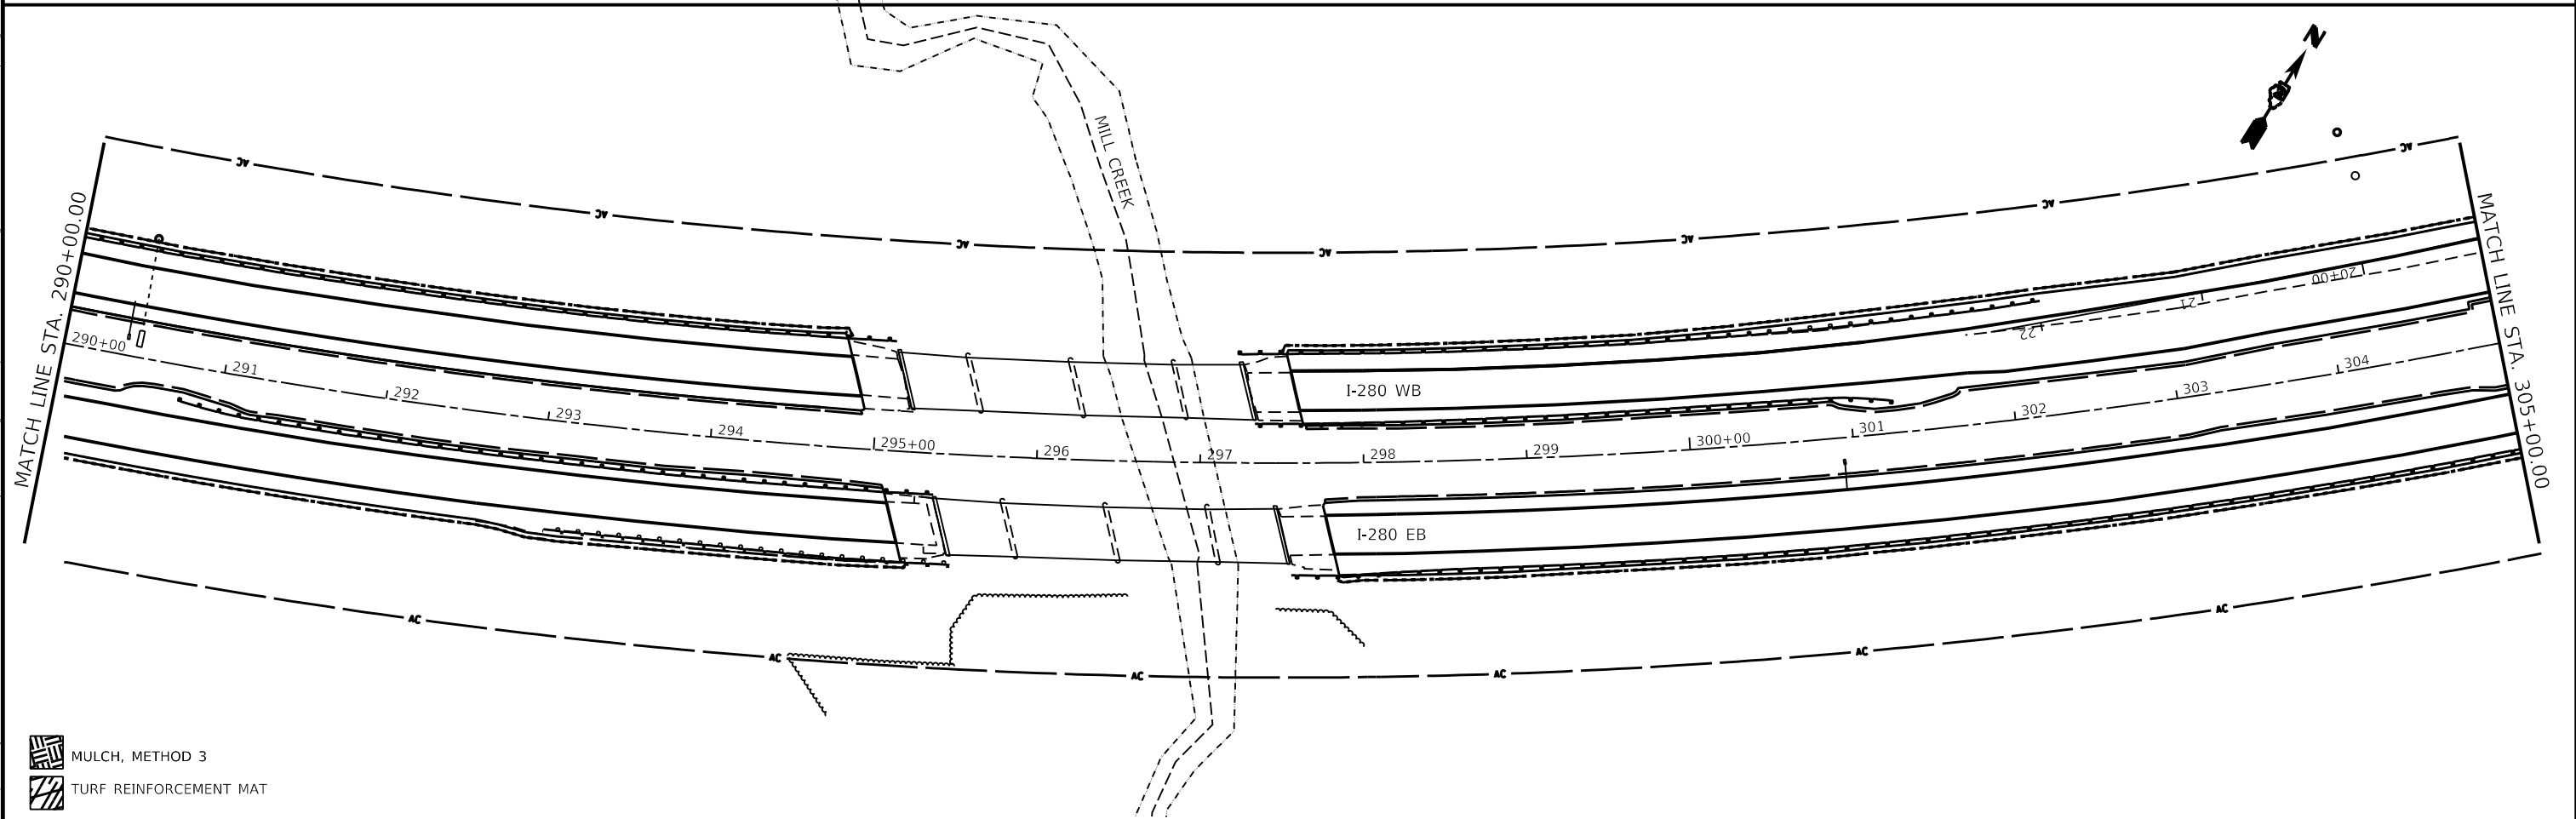 N
AC
AC
AC
AC
AC
AC
AC
MILL CREEK
MATCH LINE STA. 290+00.00
MATCH LINE STA. 305+00.00
20+00
21
22
290+00
291
292
293
294
295+00
296
297
298
299
300+00
301
302
303
304
I-280 WB
I-280 EB
AC
AC
AC
AC
AC
AC
MULCH, METHOD 3
TURF REINFORCEMENT MAT